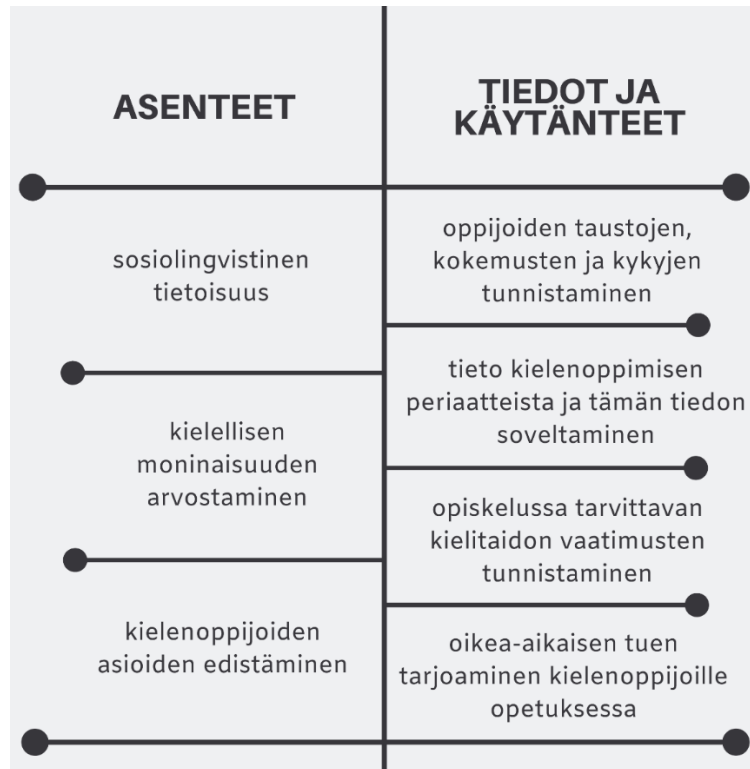 ASENTEET
sosiolingvistinen
tietoisuus
kielellisen
moninaisuuden
arvostaminen
kielenoppijoiden
asioiden edistäminen
TIEDOT JA
KÄYTÄNTEET
oppijoiden taustojen,
kokemusten ja kykyjen
tunnistaminen
tieto kielenoppimisen
periaatteista ja tämän tiedon
soveltaminen
opiskelussa tarvittavan
kielitaidon vaatimusten
tunnistaminen
oikea-aikaisen tuen
tarjoaminen kielenoppijoille
opetuksessa